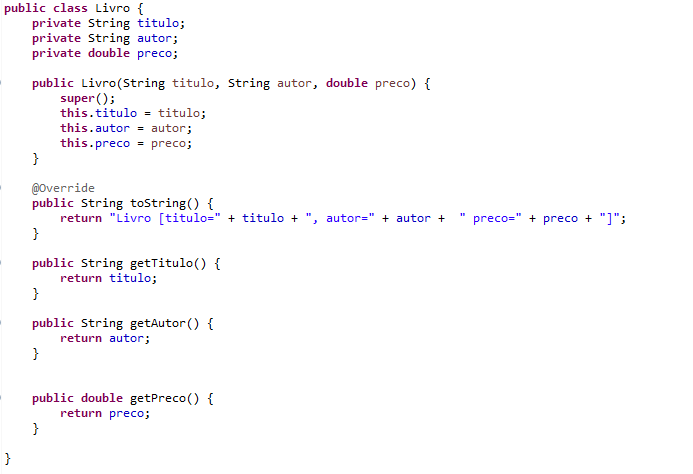 public class Livro {
    private String titulo;
    private String autor;
    private double preco;

    public Livro(String titulo, String autor, double preco) {
        super();
        this.titulo = titulo;
        this.autor = autor;
        this.preco = preco;
    }

    @Override
    public String toString() {
        return "Livro [titulo=" + titulo + ", autor=" + autor +  " preco=" + preco + "]";
    }

    public String getTitulo() {
        return titulo;
    }

    public String getAutor() {
        return autor;
    }


    public double getPreco() {
        return preco;
    }

}